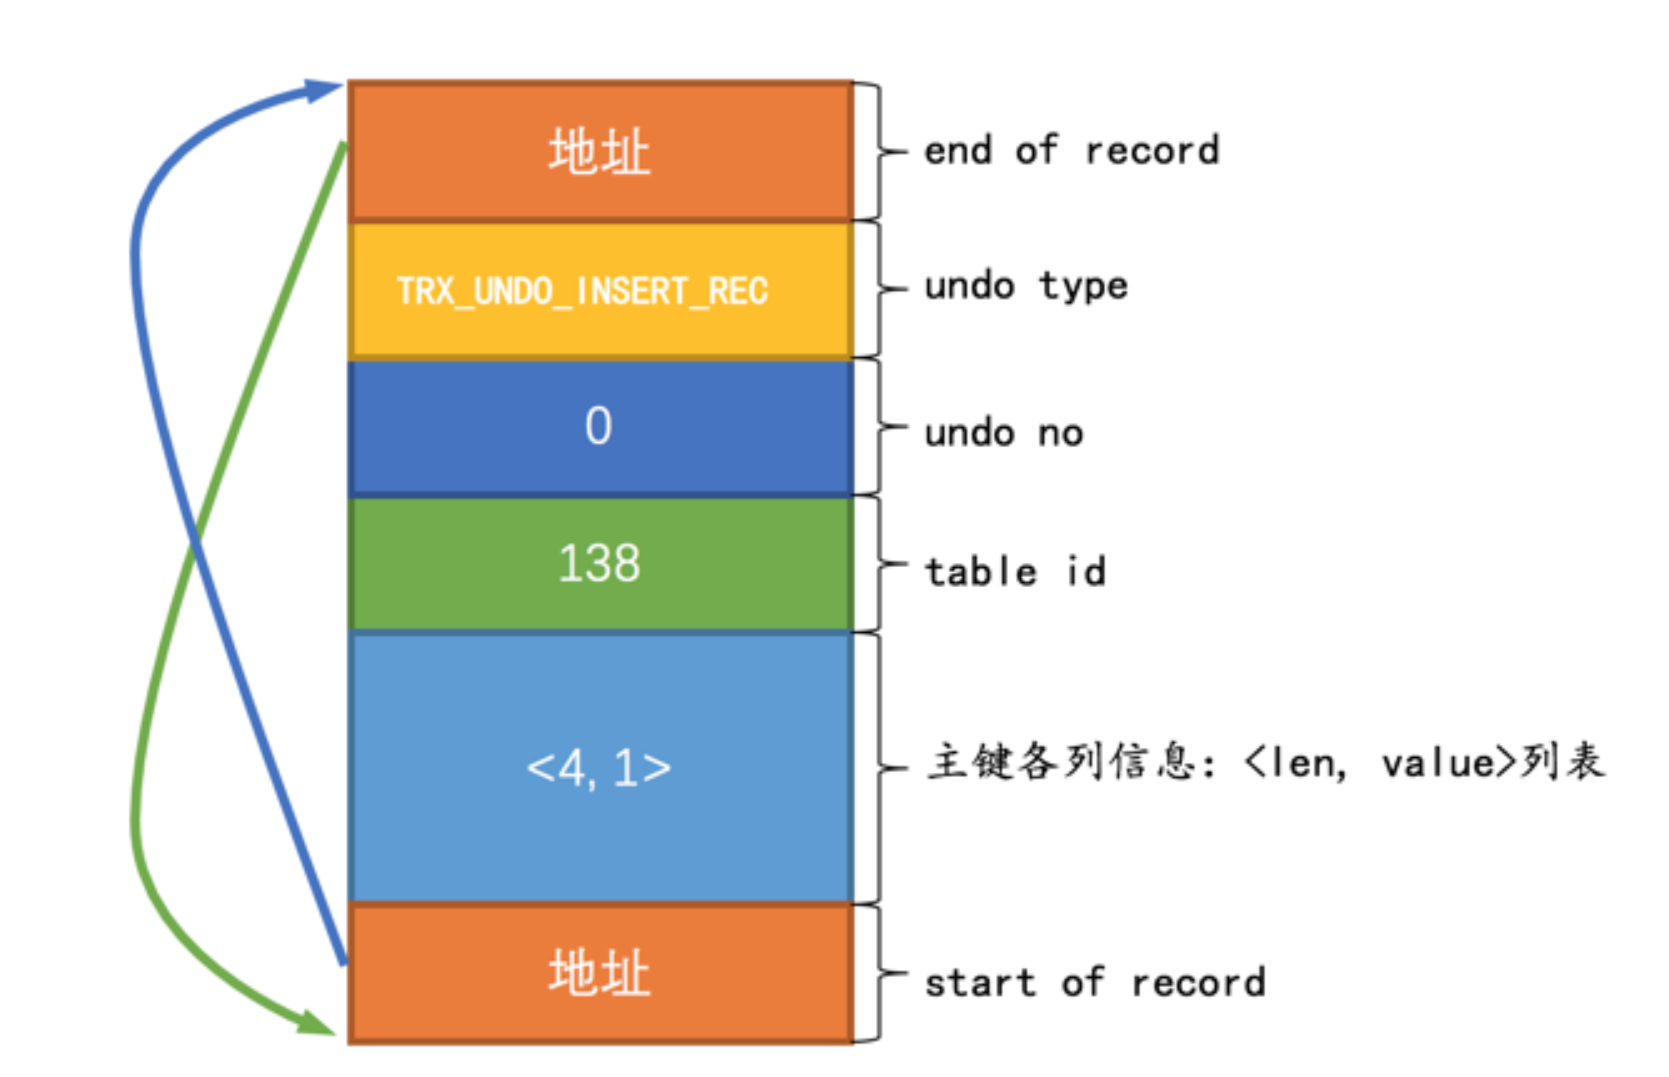 地址
end of record
TRX_UNDO_INSERT_REC
undo type
0
undo no
138
table id
<4, 1>
主键各列信息: <len, value>列表
地址
start of record